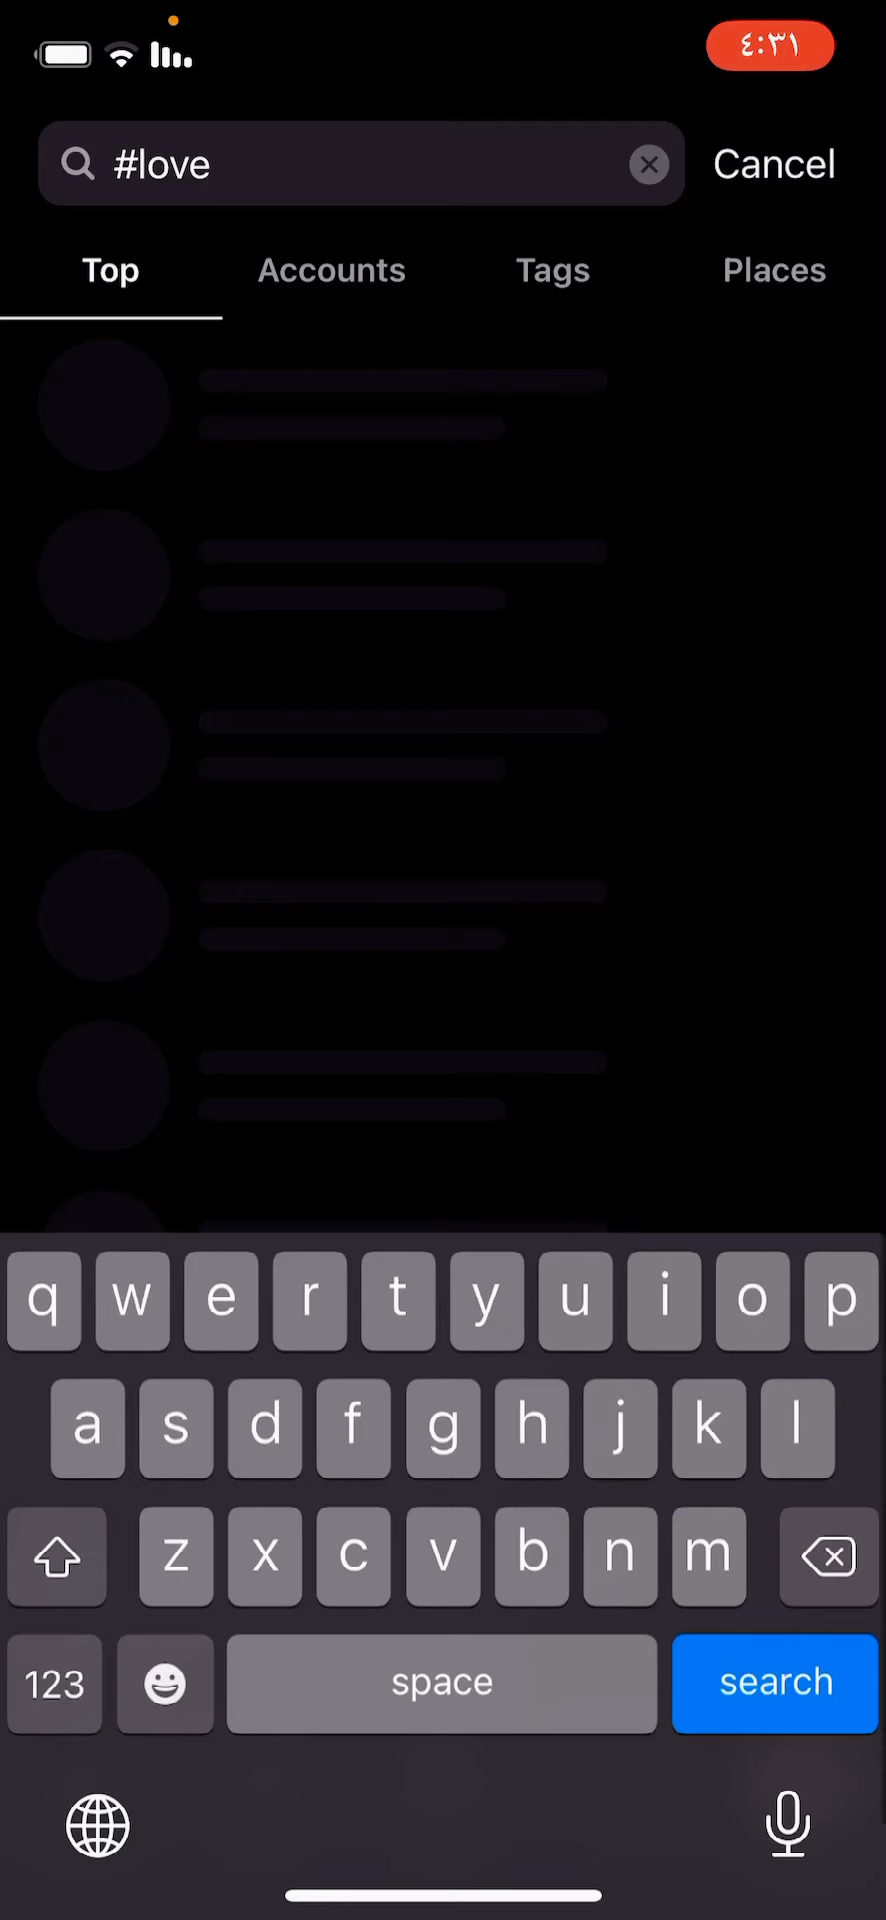 ٤:٣١
#love Cancel
Top Accounts Tags Places
q w e r t y u i o p
a s d f g h j k l
z x c v b n m
123 space search